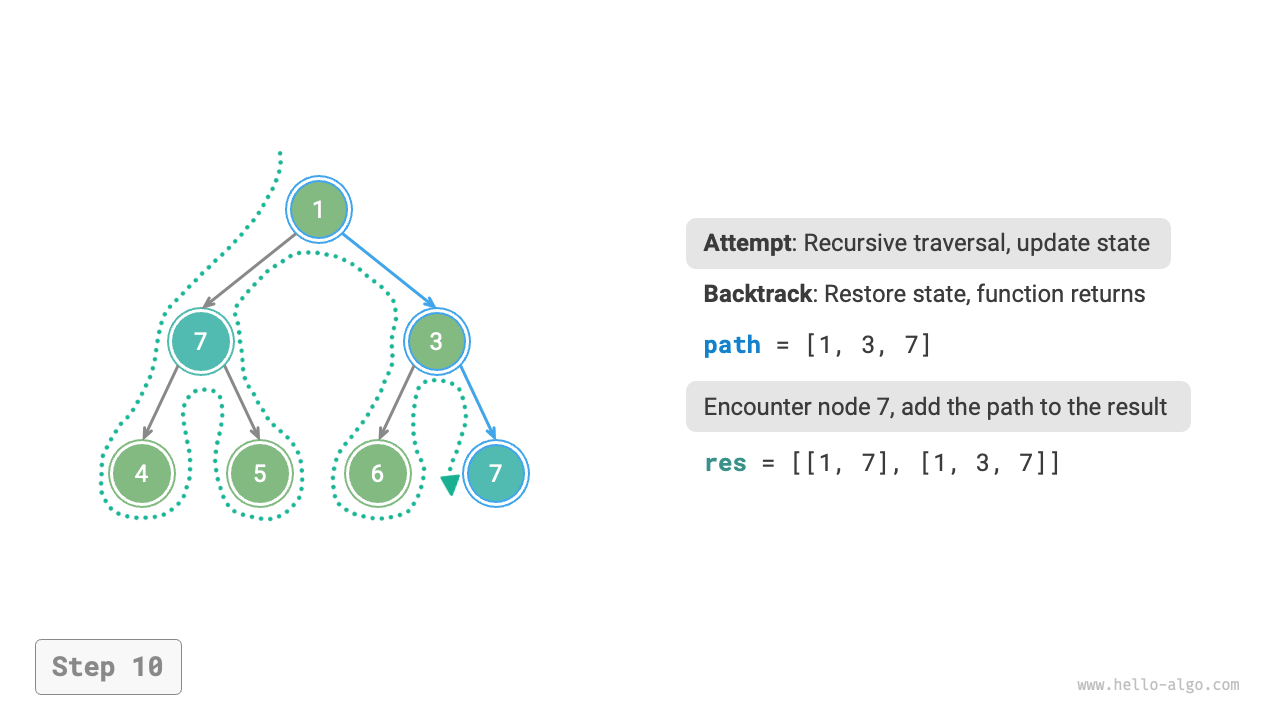 1
7
3
4
5
6
7
Attempt: Recursive traversal, update state
Backtrack: Restore state, function returns
path = [1, 3, 7]
Encounter node 7, add the path to the result
res = [[1, 7], [1, 3, 7]]
Step 10
www.hello-algo.com